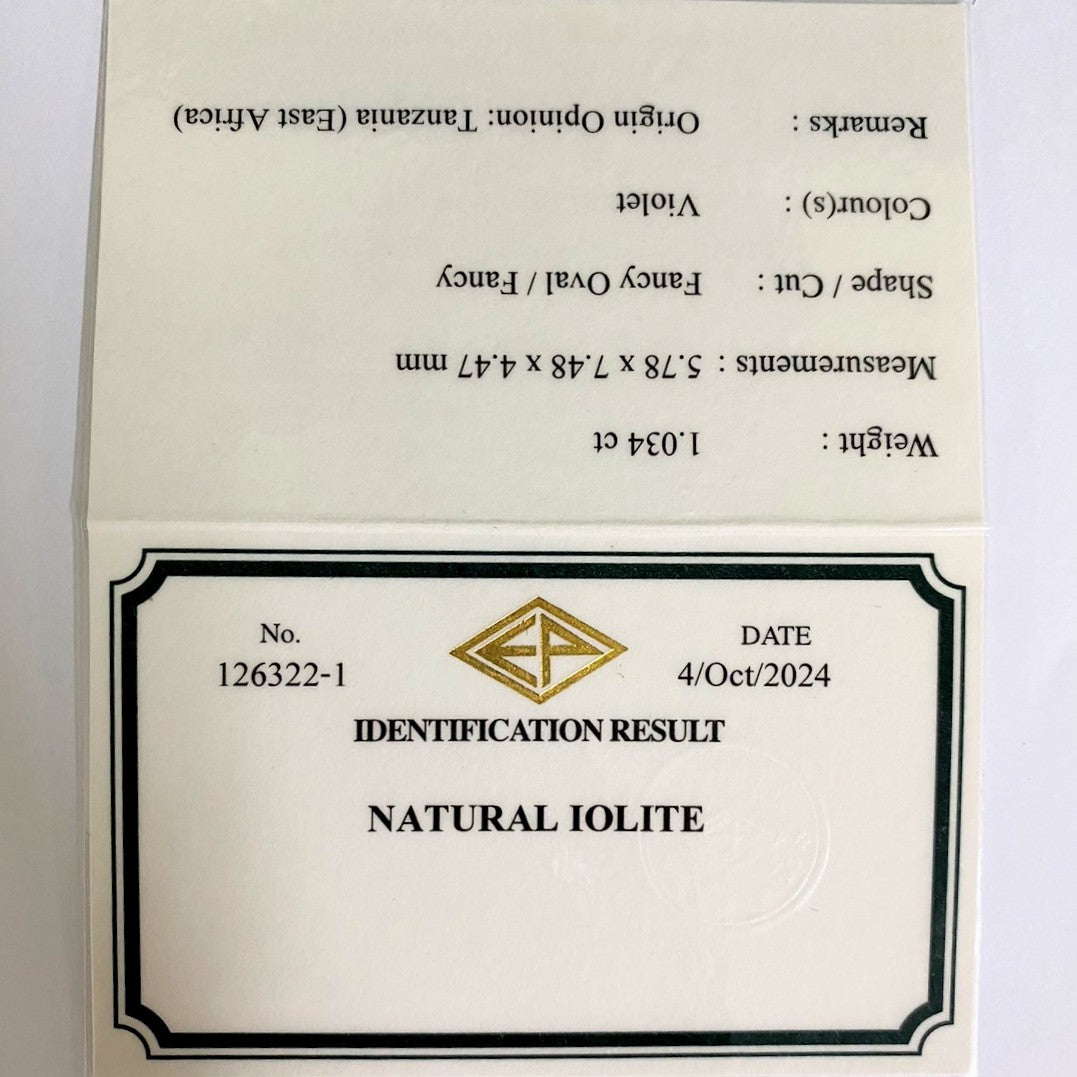 Weight : 1.034 ct
Measurements : 5.78 x 7.48 x 4.47 mm
Shape / Cut : Fancy Oval / Fancy
Colour(s) : Violet
Remarks : Origin Opinion: Tanzania (East Africa)
No.
126322-1
EP
DATE
4/Oct/2024
IDENTIFICATION RESULT
NATURAL IOLITE